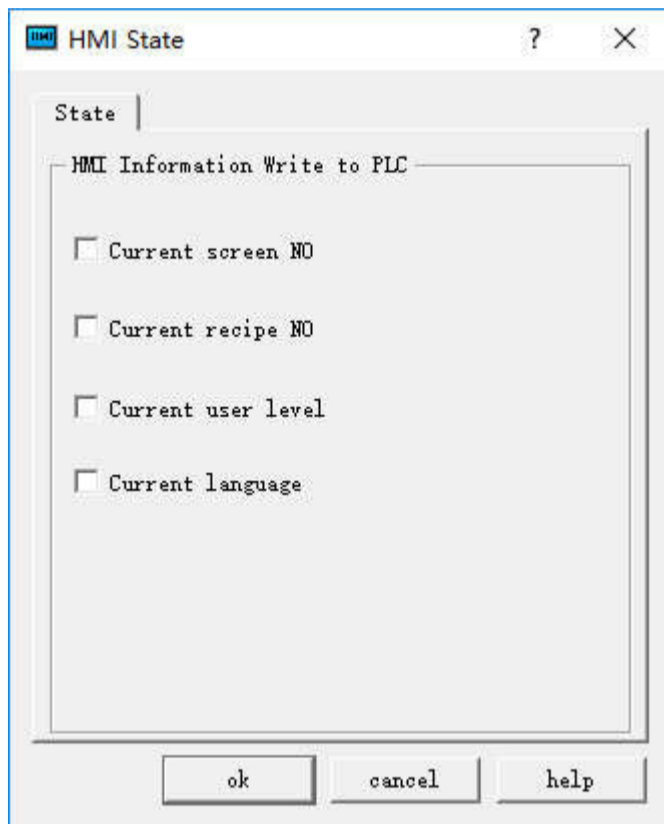 HMI State
State
HMI Information Write to PLC
Current screen NO
Current recipe NO
Current user level
Current language
ok cancel help